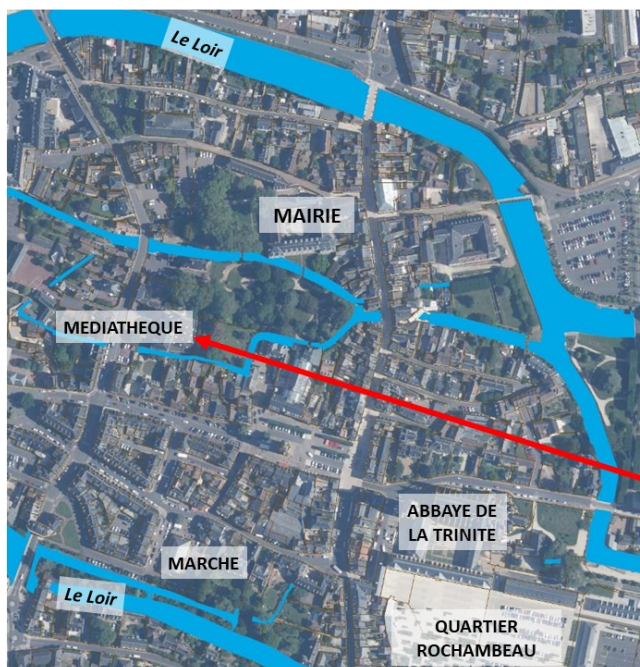 Le Loir
MAIRIE
MEDIATHEQUE
ABBAYE DE
LA TRINITE
MARCHE
Le Loir
QUARTIER
ROCHAMBEAU